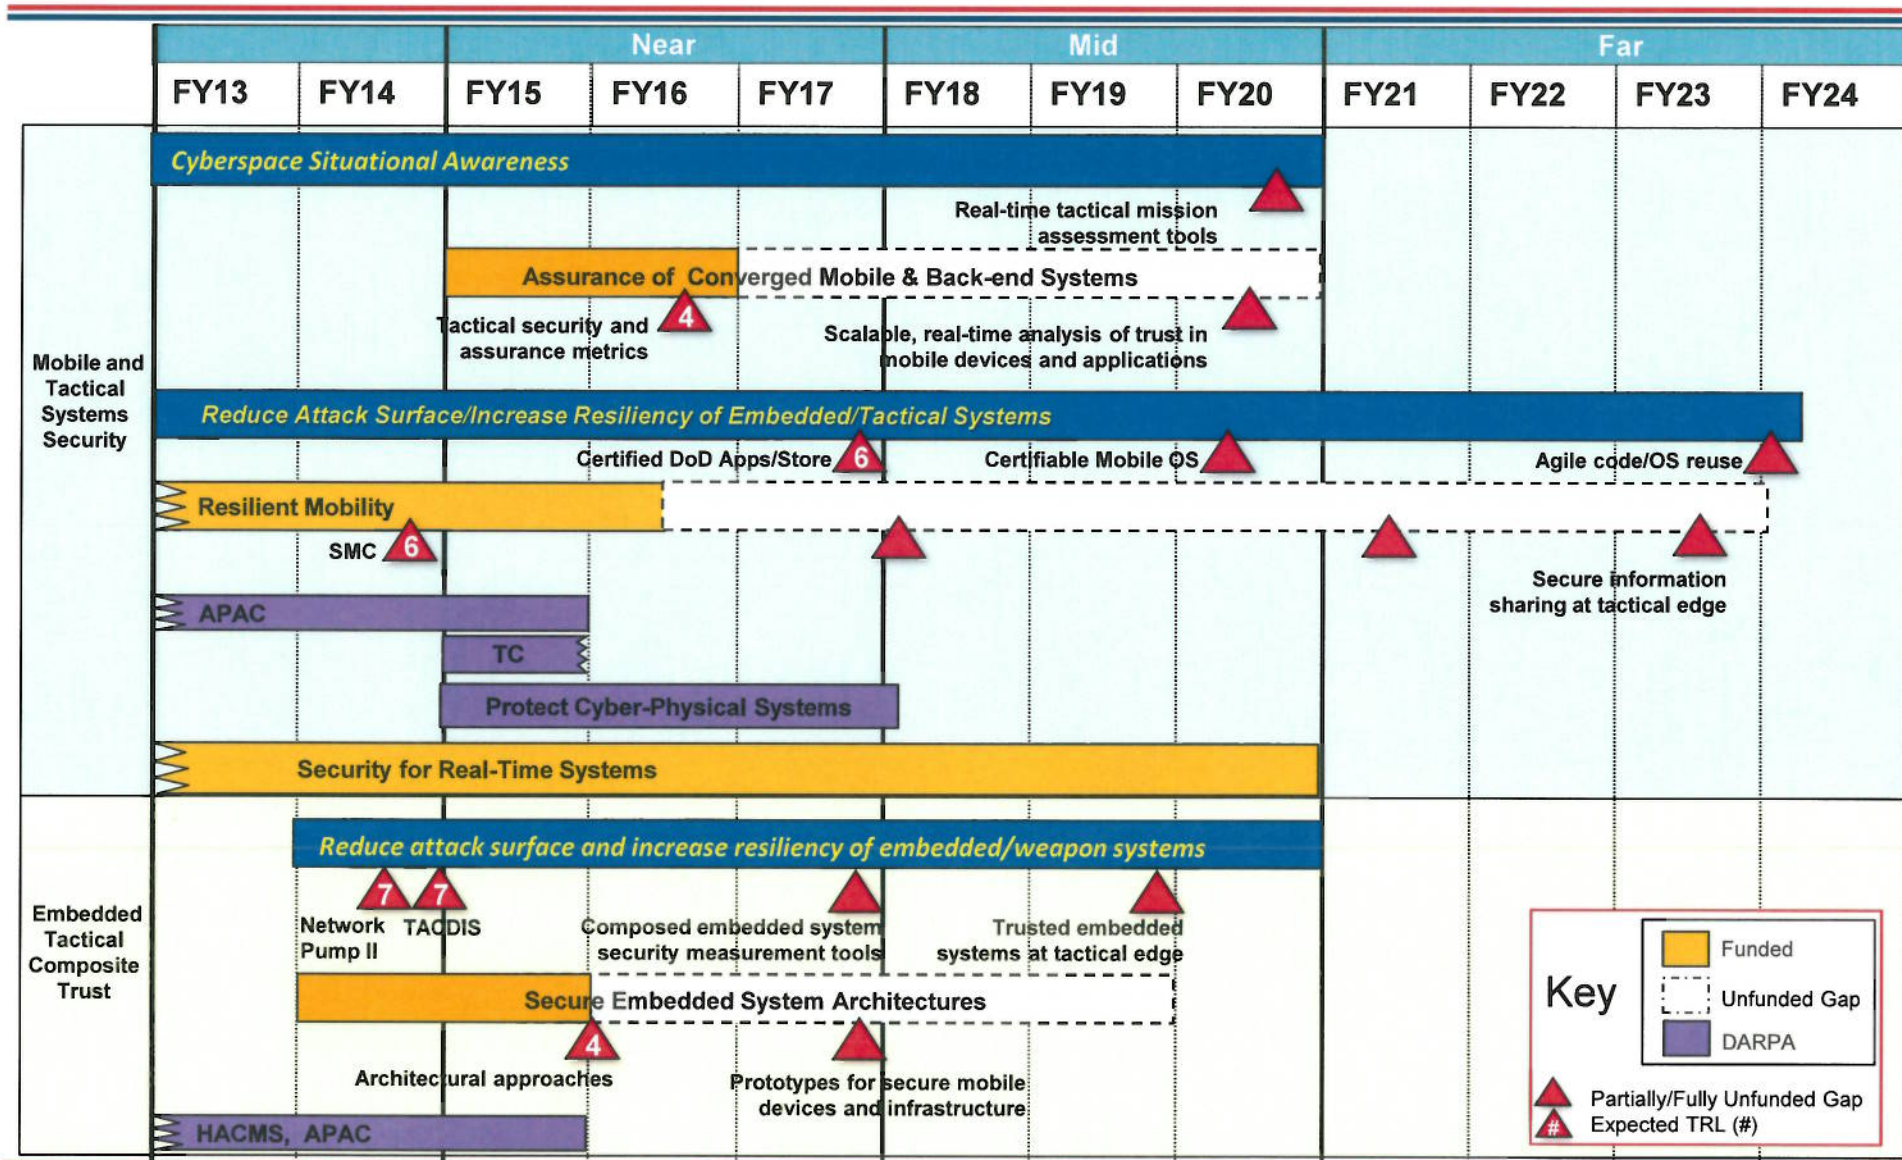 Near
Mid
Far
FY13
FY14
FY15
FY16
FY17
FY18
FY19
FY20
FY21
FY22
FY23
FY24
Mobile and
Tactical
Systems
Security
Cyberspace Situational Awareness
Real-time tactical mission
assessment tools
Assurance of Converged Mobile & Back-end Systems
4
Tactical security and
assurance metrics
Scalable, real-time analysis of trust in
mobile devices and applications
Reduce Attack Surface/Increase Resiliency of Embedded/Tactical Systems
Certified DoD Apps/Store
6
Certifiable Mobile OS
Agile code/OS reuse
Resilient Mobility
SMC
6
Secure information
sharing at tactical edge
APAC
TC
Protect Cyber-Physical Systems
Security for Real-Time Systems
Embedded
Tactical
Composite
Trust
Reduce attack surface and increase resiliency of embedded/weapon systems
7
7
Network
Pump II
TACDIS
Composed embedded system
security measurement tools
Trusted embedded
systems at tactical edge
Secure Embedded System Architectures
4
Architectural approaches
Prototypes for secure mobile
devices and infrastructure
HACMS, APAC
Key
Funded
Unfunded Gap
DARPA
Partially/Fully Unfunded Gap
#
Expected TRL (#)